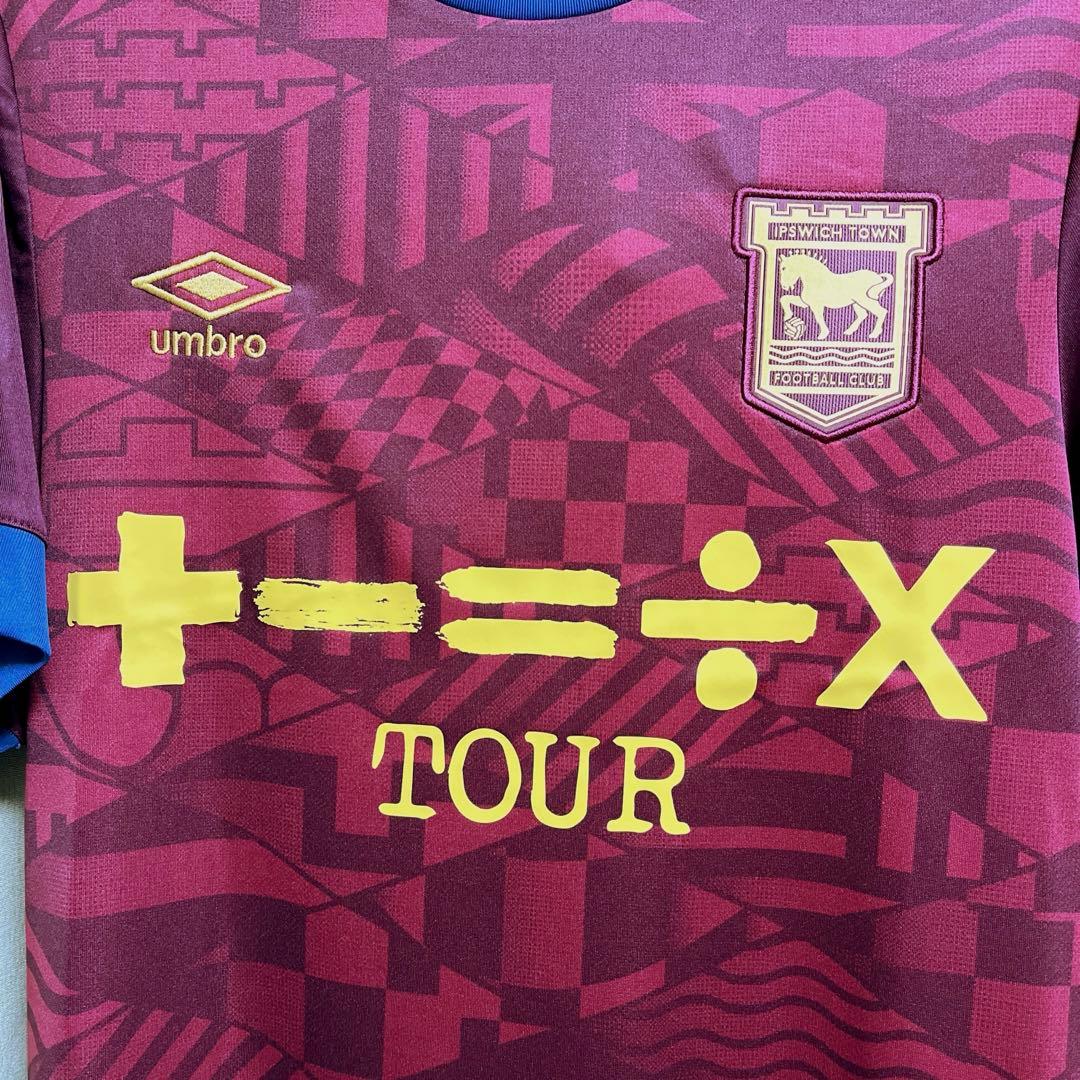 umbro
IPSWICH TOWN
FOOTBALL CLUB
+ - = ÷ x
TOUR